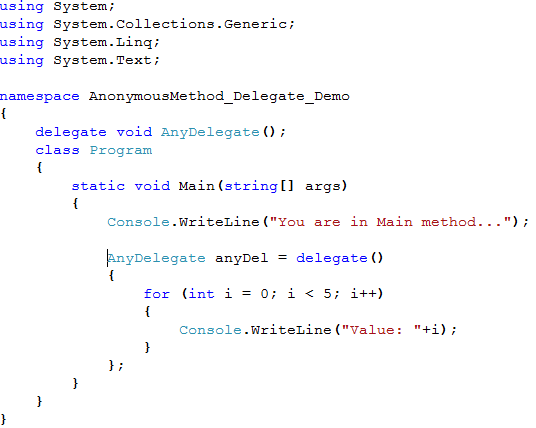 using System;
using System.Collections.Generic;
using System.Linq;
using System.Text;

namespace AnonymousMethod_Delegate_Demo
{
    delegate void AnyDelegate();
    class Program
    {
        static void Main(string[] args)
        {
            Console.WriteLine("You are in Main method...");

            AnyDelegate anyDel = delegate()
            {
                for (int i = 0; i < 5; i++)
                {
                    Console.WriteLine("Value: "+i);
                }
            };
        }
    }
}